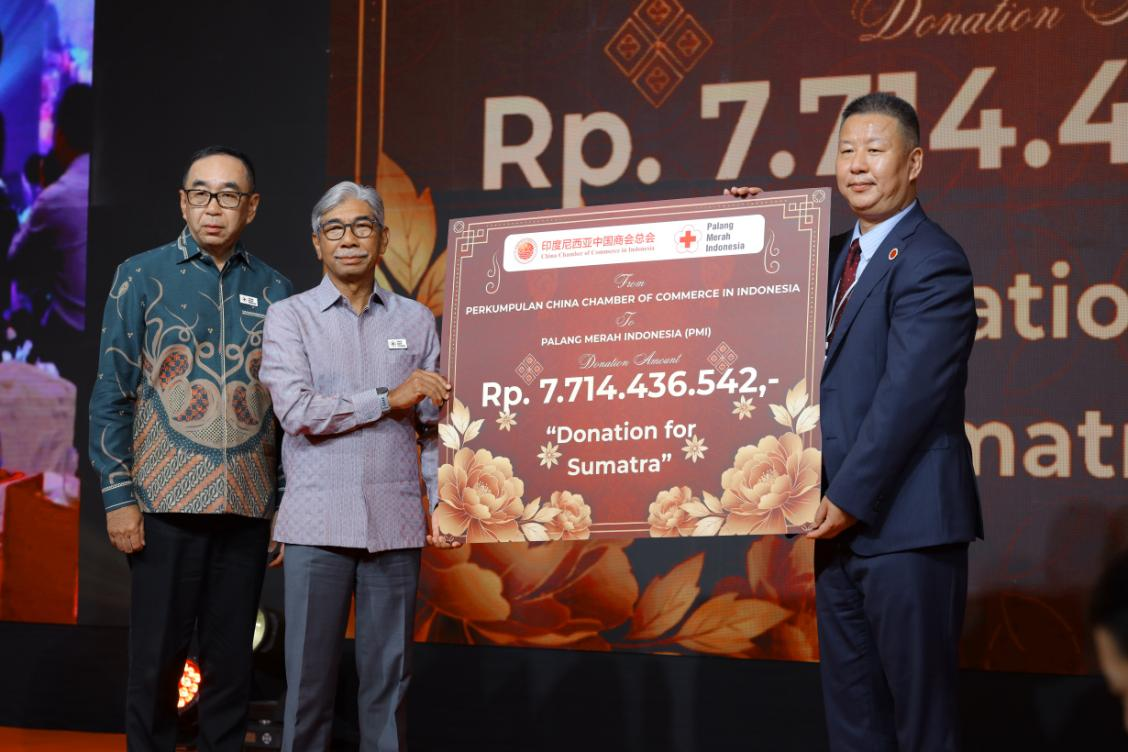 Donation
Rp. 7.714.4
印度尼西亚中国商会总会
China Chamber of Commerce in Indonesia
Palang
Merah
Indonesia
From
PERKUMPULAN CHINA CHAMBER OF COMMERCE IN INDONESIA
To
PALANG MERAH INDONESIA (PMI)
Donation Amount
Rp. 7.714.436.542,-
“Donation for
Sumatra”